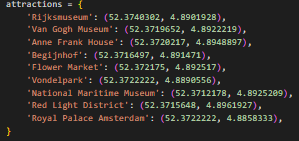 attractions = {
'Rijksmuseum': (52.3740302, 4.8901928),
'Van Gogh Museum': (52.3719652, 4.8922219),
'Anne Frank House': (52.3720217, 4.8948897),
'Begijnhof': (52.3716497, 4.891471),
'Flower Market': (52.372175, 4.892517),
'Vondelpark': (52.3722222, 4.8890556),
'National Maritime Museum': (52.3712178, 4.8925209),
'Red Light District': (52.3715648, 4.8961927),
'Royal Palace Amsterdam': (52.3722222, 4.8858333),
}